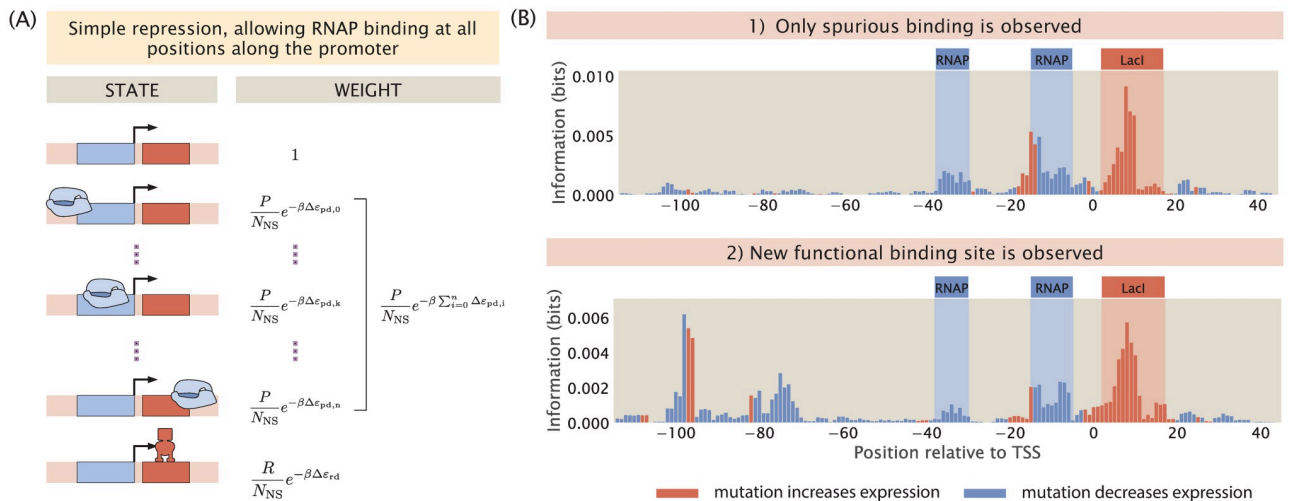 (A)
Simple repression, allowing RNAP binding at all
positions along the promoter
STATE
WEIGHT
1
P/N_NS e^{−βΔε_pd,0}
P/N_NS e^{−βΔε_pd,k}
P/N_NS e^{−β∑_{i=0}^{n} Δε_pd,i}
P/N_NS e^{−βΔε_pd,n}
R/N_NS e^{−βΔε_rd}
(B)
1) Only spurious binding is observed
RNAP RNAP LacI
Information (bits)
0.010
0.005
0.000
−100 −80 −60 −40 −20 0 20 40
2) New functional binding site is observed
RNAP RNAP LacI
Information (bits)
0.006
0.004
0.002
0.000
−100 −80 −60 −40 −20 0 20 40
Position relative to TSS
mutation increases expression mutation decreases expression